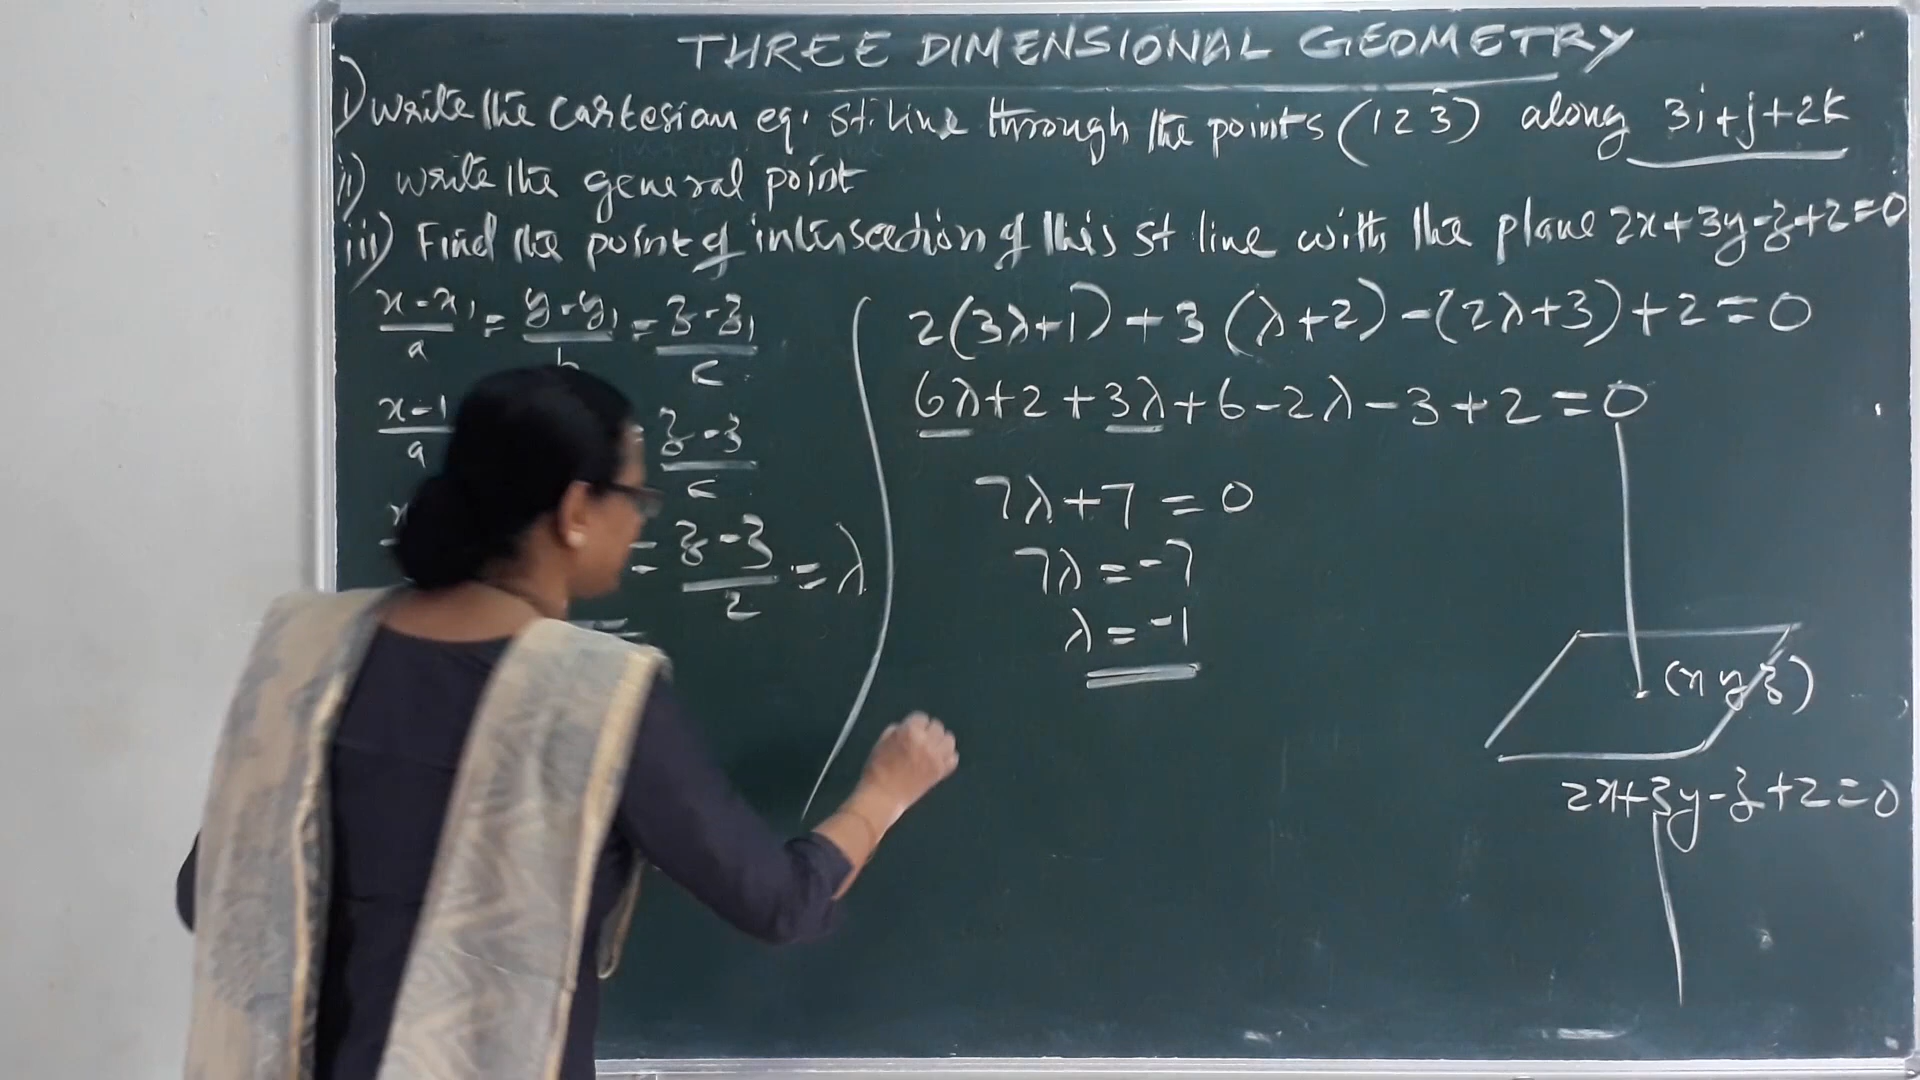 THREE DIMENSIONAL GEOMETRY
i) write the cartesian eq. st. line through the points (1 2 3) along 3i+j+2k
ii) write the general point
iii) Find the point of intersection of this st line with the plane 2x+3y-z+2=0
x-x₁/a = y-y₁/b = z-z₁/c
x-1/a z-3/c
= z-3/2 = λ
2(3λ+1)+3(λ+2)-(2λ+3)+2=0
6λ+2+3λ+6-2λ-3+2=0
7λ+7=0
7λ=-7
λ=-1
(x y z)
2x+3y-z+2=0